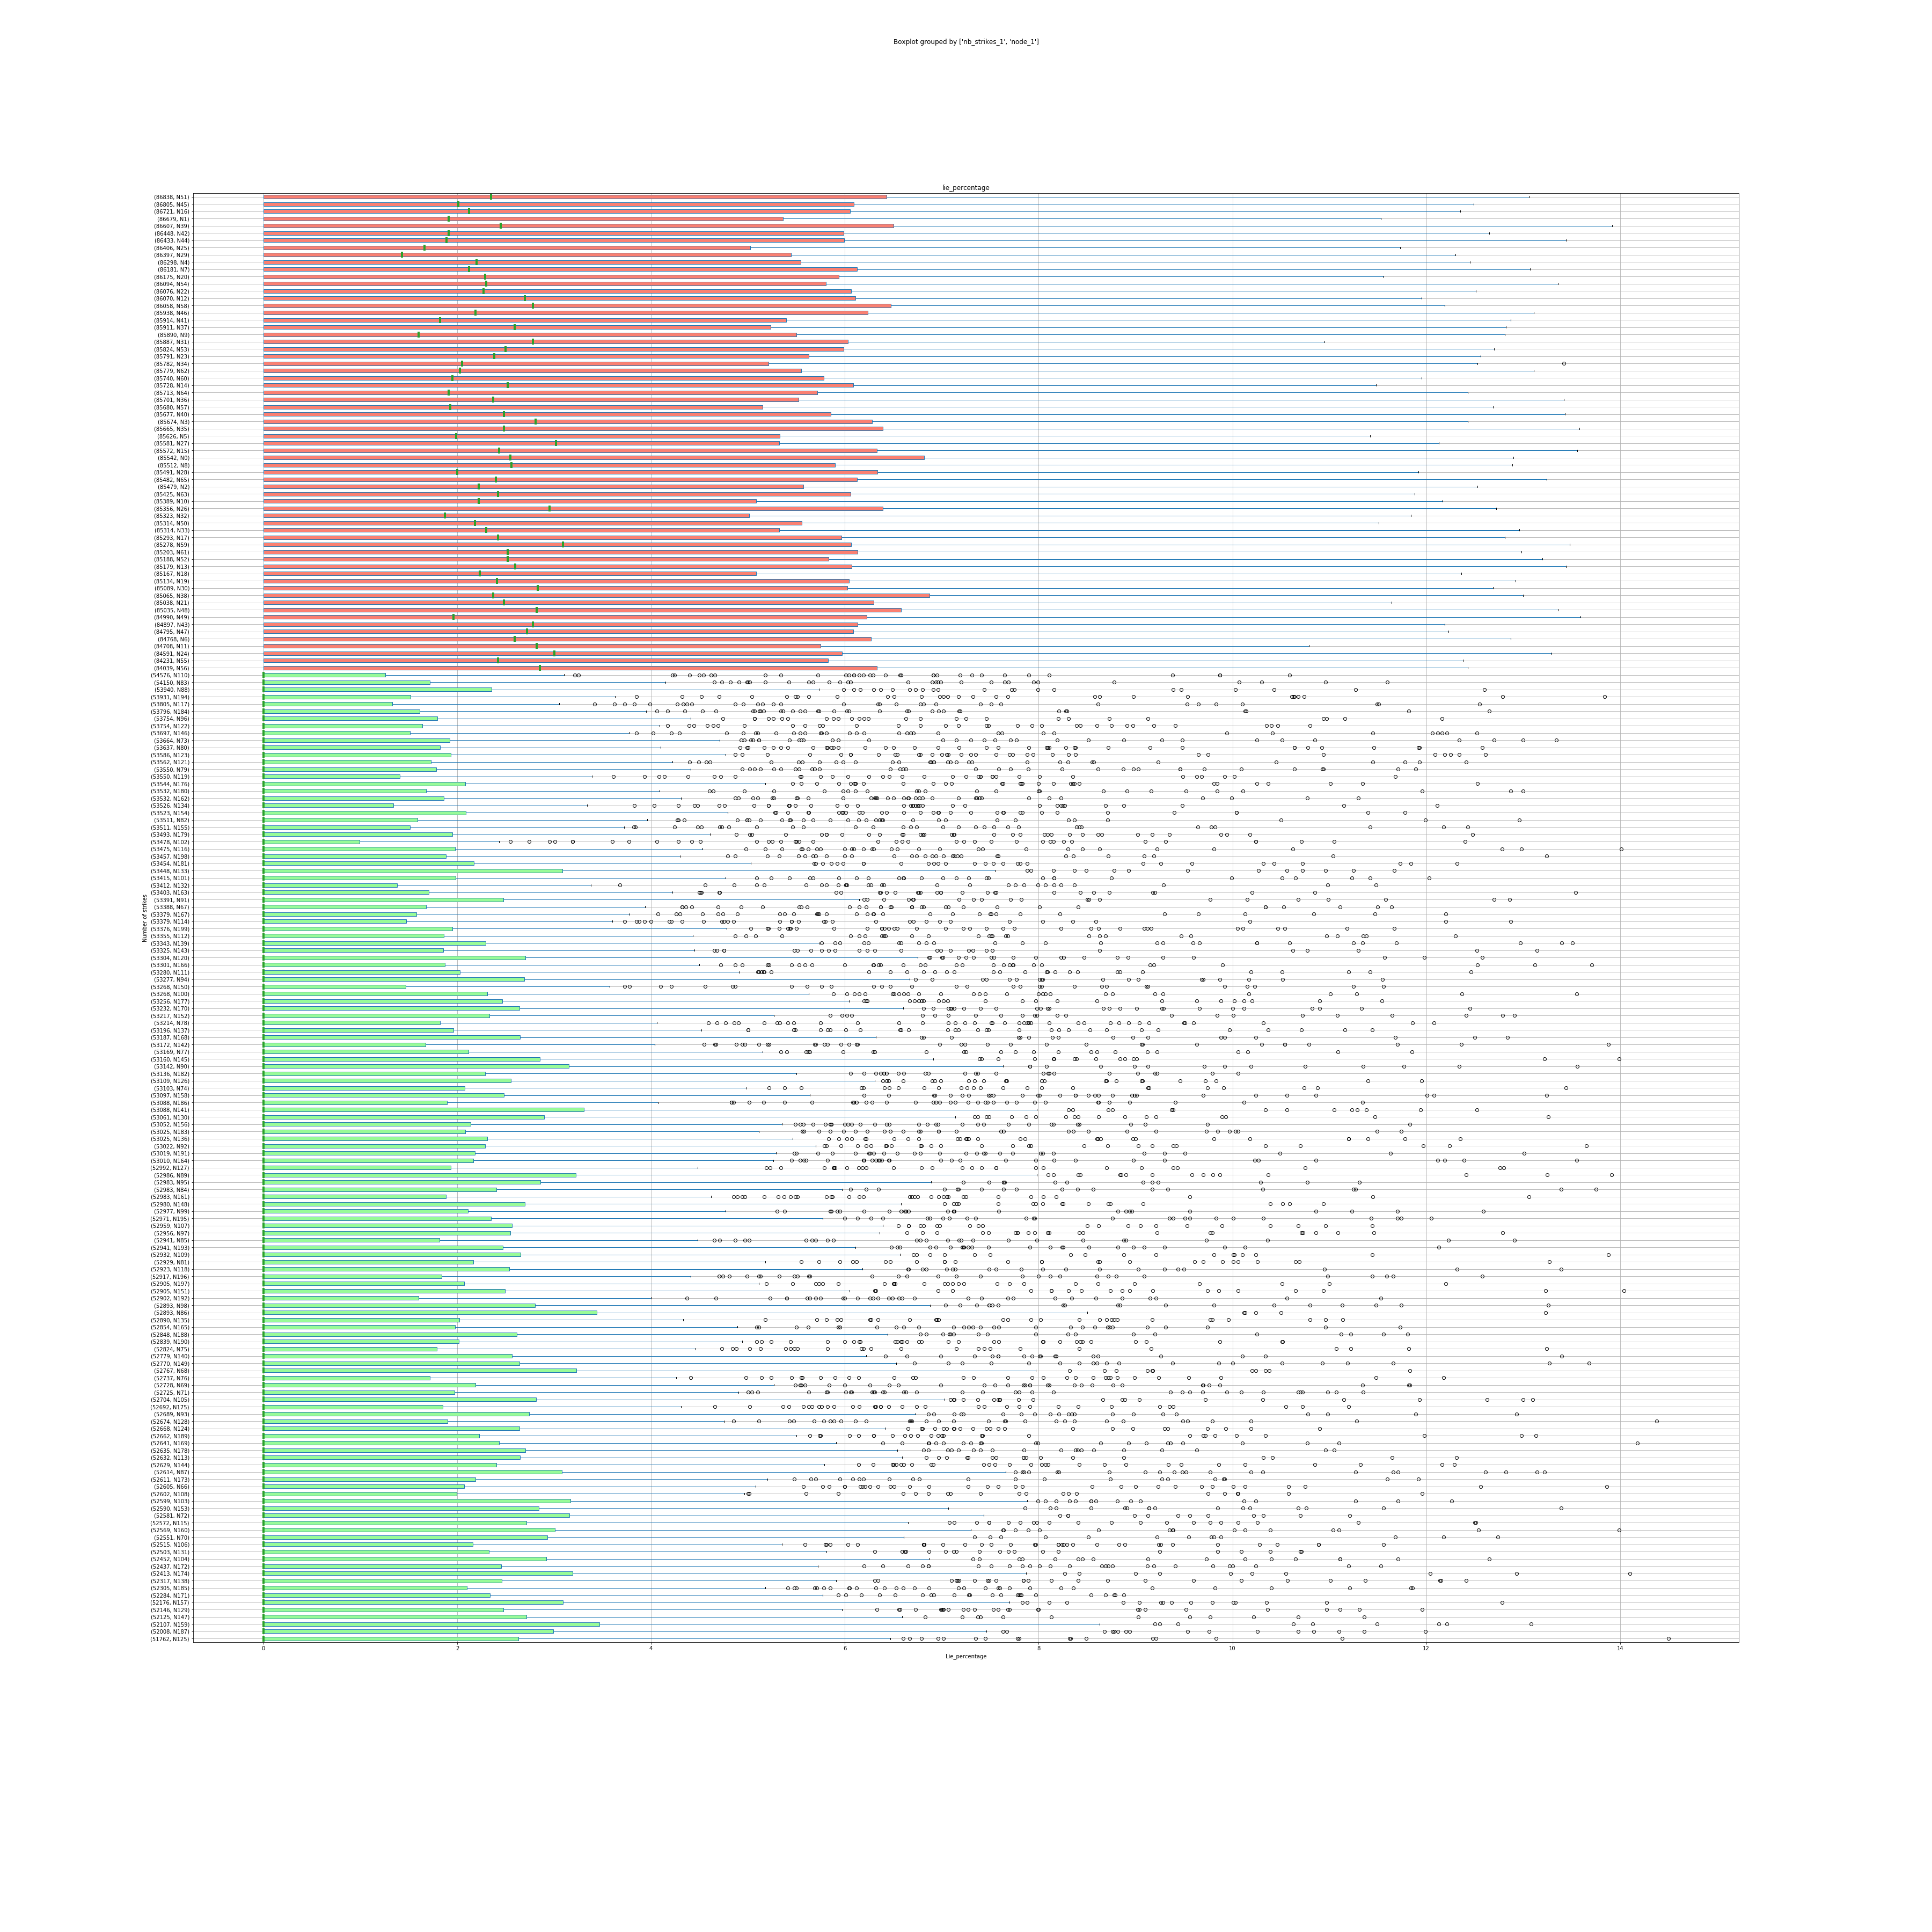 Boxplot grouped by ['nb_strikes_1', 'node_1']
lie_percentage
(86838, N51)
(86805, N45)
(86721, N16)
(86679, N1)
(86607, N39)
(86448, N42)
(86433, N44)
(86406, N25)
(86397, N29)
(86298, N4)
(86181, N7)
(86175, N20)
(86094, N54)
(86076, N22)
(86070, N12)
(86058, N58)
(85938, N46)
(85914, N41)
(85911, N37)
(85890, N9)
(85887, N31)
(85824, N53)
(85791, N23)
(85782, N34)
(85779, N62)
(85740, N60)
(85728, N14)
(85713, N64)
(85701, N36)
(85680, N57)
(85677, N40)
(85674, N3)
(85665, N35)
(85626, N5)
(85581, N27)
(85572, N15)
(85542, N0)
(85512, N8)
(85491, N28)
(85482, N65)
(85479, N2)
(85425, N63)
(85389, N10)
(85356, N26)
(85323, N32)
(85314, N50)
(85314, N33)
(85293, N17)
(85278, N59)
(85203, N61)
(85188, N52)
(85179, N13)
(85167, N18)
(85134, N19)
(85089, N30)
(85065, N38)
(85038, N21)
(85035, N48)
(84990, N49)
(84897, N43)
(84795, N47)
(84768, N6)
(84708, N11)
(84591, N24)
(84231, N55)
(84039, N56)
(54576, N110)
(54150, N83)
(53940, N88)
(53931, N194)
(53805, N117)
(53796, N184)
(53754, N96)
(53754, N122)
(53697, N146)
(53664, N73)
(53637, N80)
(53586, N123)
(53562, N121)
(53550, N79)
(53550, N119)
(53544, N176)
(53532, N180)
(53532, N162)
(53526, N134)
(53523, N154)
(53511, N82)
(53511, N155)
(53493, N179)
(53478, N102)
(53475, N116)
(53457, N198)
(53454, N181)
(53448, N133)
(53415, N101)
(53412, N132)
(53403, N163)
(53391, N91)
(53388, N67)
(53379, N167)
(53379, N114)
(53376, N199)
(53355, N112)
(53343, N139)
(53325, N143)
(53304, N120)
(53301, N166)
(53280, N111)
(53277, N94)
(53268, N150)
(53268, N100)
(53256, N177)
(53232, N170)
(53217, N152)
(53214, N78)
(53196, N137)
(53187, N168)
(53172, N142)
(53169, N77)
(53160, N145)
(53142, N90)
(53136, N182)
(53109, N126)
(53103, N74)
(53097, N158)
(53088, N186)
(53088, N141)
(53061, N130)
(53052, N156)
(53025, N183)
(53025, N136)
(53022, N92)
(53019, N191)
(53010, N164)
(52992, N127)
(52986, N89)
(52983, N95)
(52983, N84)
(52983, N161)
(52980, N148)
(52977, N99)
(52971, N195)
(52959, N107)
(52956, N97)
(52941, N85)
(52941, N193)
(52932, N109)
(52929, N81)
(52923, N118)
(52917, N196)
(52905, N197)
(52905, N151)
(52902, N192)
(52893, N98)
(52893, N86)
(52890, N135)
(52854, N165)
(52848, N188)
(52839, N190)
(52824, N75)
(52779, N140)
(52770, N149)
(52767, N68)
(52737, N76)
(52728, N69)
(52725, N71)
(52704, N105)
(52692, N175)
(52689, N93)
(52674, N128)
(52668, N124)
(52662, N189)
(52641, N169)
(52635, N178)
(52632, N113)
(52629, N144)
(52614, N87)
(52611, N173)
(52605, N66)
(52602, N108)
(52599, N103)
(52590, N153)
(52581, N72)
(52572, N115)
(52569, N160)
(52551, N70)
(52515, N106)
(52503, N131)
(52452, N104)
(52437, N172)
(52413, N174)
(52317, N138)
(52305, N185)
(52284, N171)
(52176, N157)
(52146, N129)
(52125, N147)
(52107, N159)
(52008, N187)
(51762, N125)
Number of strikes
0 2 4 6 8 10 12 14
Lie_percentage